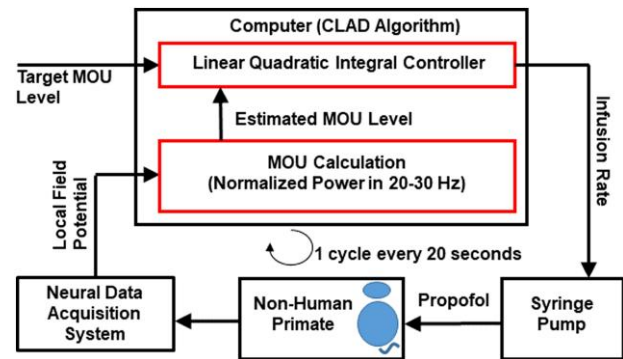 Computer (CLAD Algorithm)
Linear Quadratic Integral Controller
Target MOU
Level
Estimated MOU Level
MOU Calculation
(Normalized Power in 20-30 Hz)
Infusion Rate
Local Field
Potential
1 cycle every 20 seconds
Neural Data
Acquisition
System
Non-Human
Primate
Propofol
Syringe
Pump